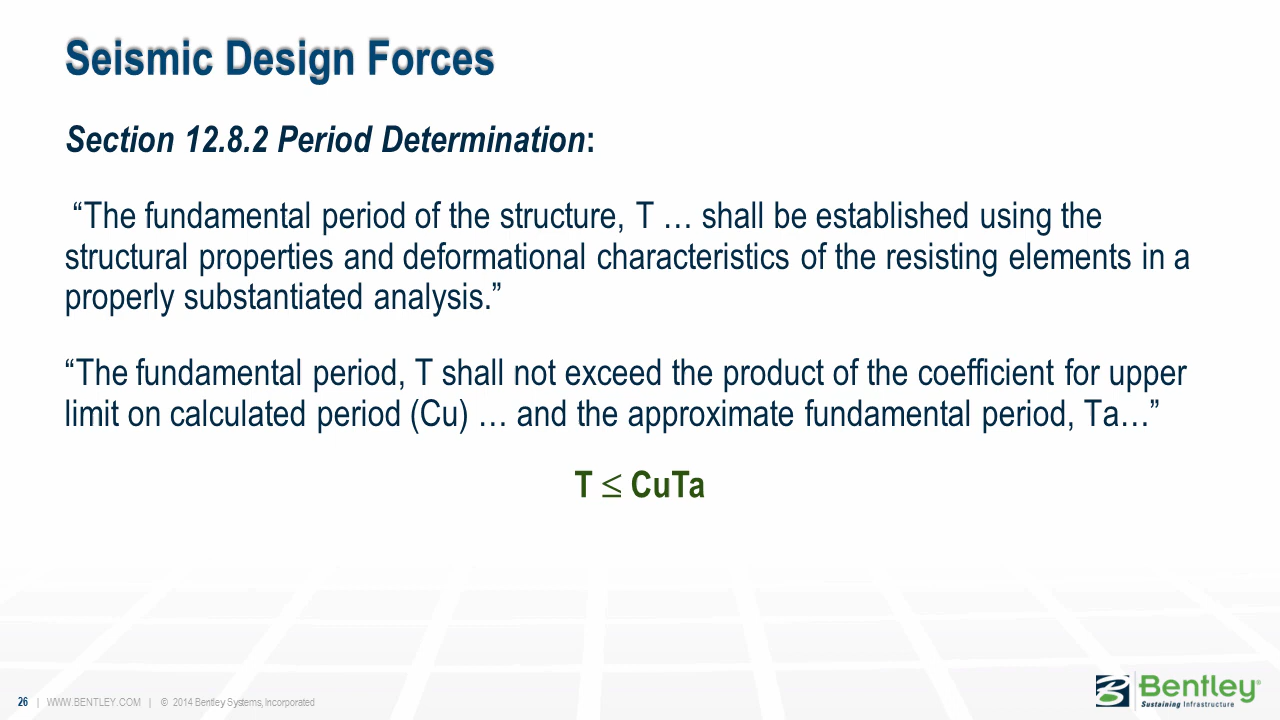 Seismic Design Forces
Section 12.8.2 Period Determination:
“The fundamental period of the structure, T … shall be established using the
structural properties and deformational characteristics of the resisting elements in a
properly substantiated analysis.”
“The fundamental period, T shall not exceed the product of the coefficient for upper
limit on calculated period (Cu) … and the approximate fundamental period, Ta…”
T ≤ CuTa
26 | WWW.BENTLEY.COM | © 2014 Bentley Systems, Incorporated
Bentley®
Sustaining Infrastructure